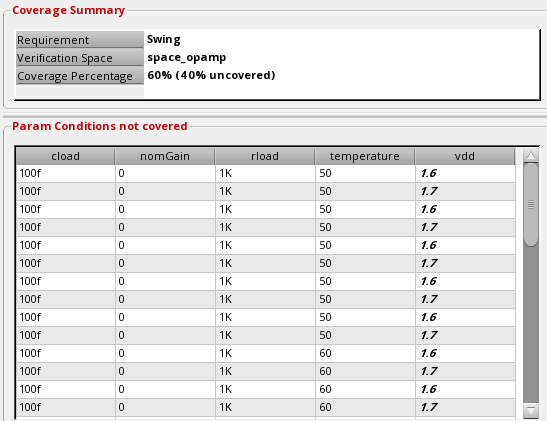 Coverage Summary
Requirement Swing
Verification Space space_opamp
Coverage Percentage 60% (40% uncovered)
Param Conditions not covered
cload nomGain rload temperature vdd
100f 0 1K 50 1.6
100f 0 1K 50 1.7
100f 0 1K 50 1.6
100f 0 1K 50 1.7
100f 0 1K 50 1.6
100f 0 1K 50 1.7
100f 0 1K 50 1.6
100f 0 1K 50 1.7
100f 0 1K 50 1.6
100f 0 1K 50 1.7
100f 0 1K 60 1.6
100f 0 1K 60 1.7
100f 0 1K 60 1.6
100f 0 1K 60 1.7